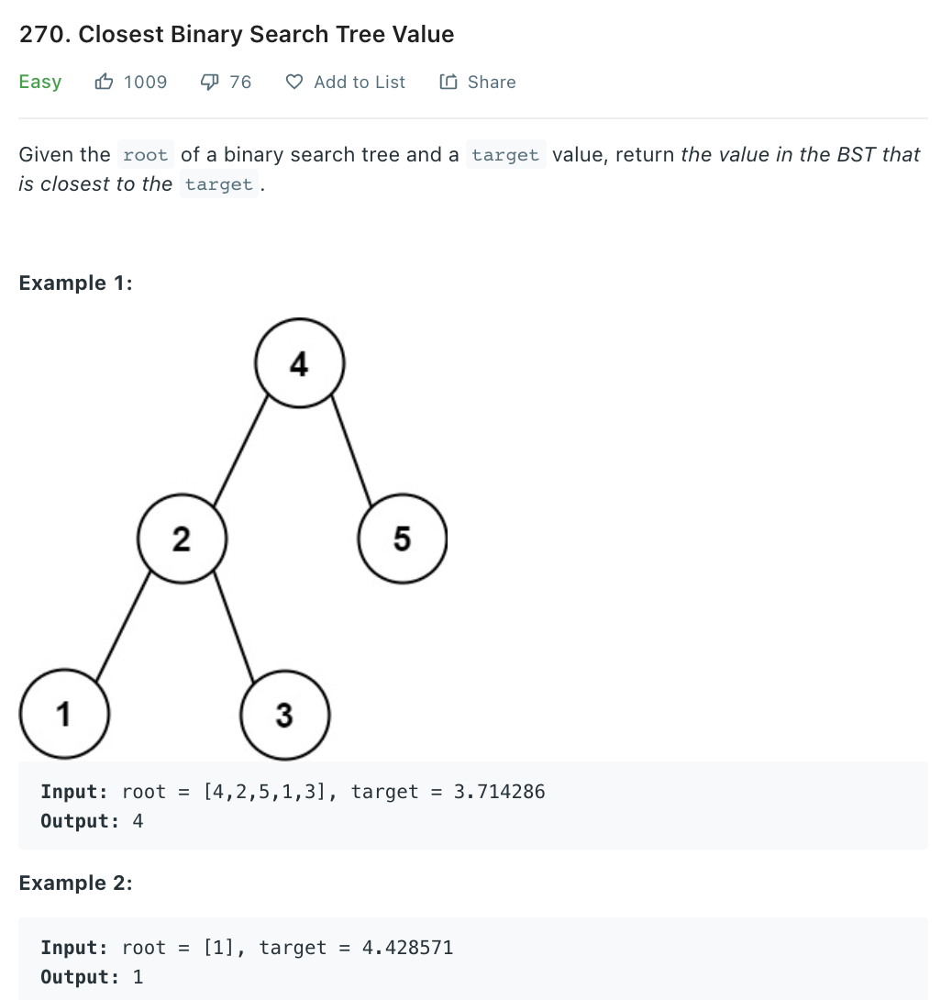 270. Closest Binary Search Tree Value
Easy 1009 76 Add to List Share
Given the root of a binary search tree and a target value, return the value in the BST that
is closest to the target .
Example 1:
4
2 5
1 3
Input: root = [4,2,5,1,3], target = 3.714286
Output: 4
Example 2:
Input: root = [1], target = 4.428571
Output: 1